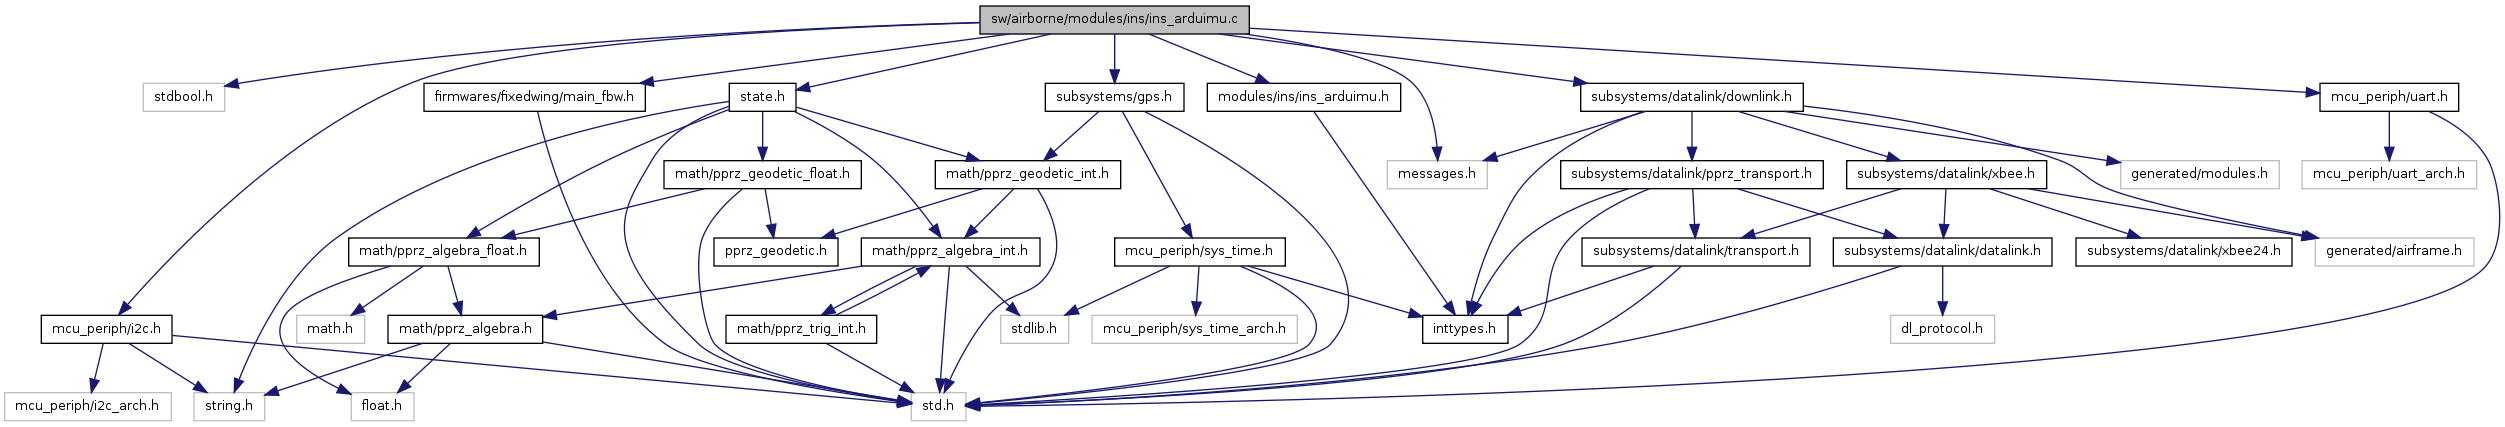 sw/airborne/modules/ins/ins_arduimu.c
stdbool.h
firmwares/fixedwing/main_fbw.h
state.h
subsystems/gps.h
modules/ins/ins_arduimu.h
subsystems/datalink/downlink.h
mcu_periph/uart.h
math/pprz_geodetic_float.h
math/pprz_geodetic_int.h
messages.h
subsystems/datalink/pprz_transport.h
subsystems/datalink/xbee.h
generated/modules.h
mcu_periph/uart_arch.h
math/pprz_algebra_float.h
pprz_geodetic.h
math/pprz_algebra_int.h
mcu_periph/sys_time.h
subsystems/datalink/transport.h
subsystems/datalink/datalink.h
subsystems/datalink/xbee24.h
generated/airframe.h
mcu_periph/i2c.h
math.h
math/pprz_algebra.h
math/pprz_trig_int.h
stdlib.h
mcu_periph/sys_time_arch.h
inttypes.h
dl_protocol.h
mcu_periph/i2c_arch.h
string.h
float.h
std.h